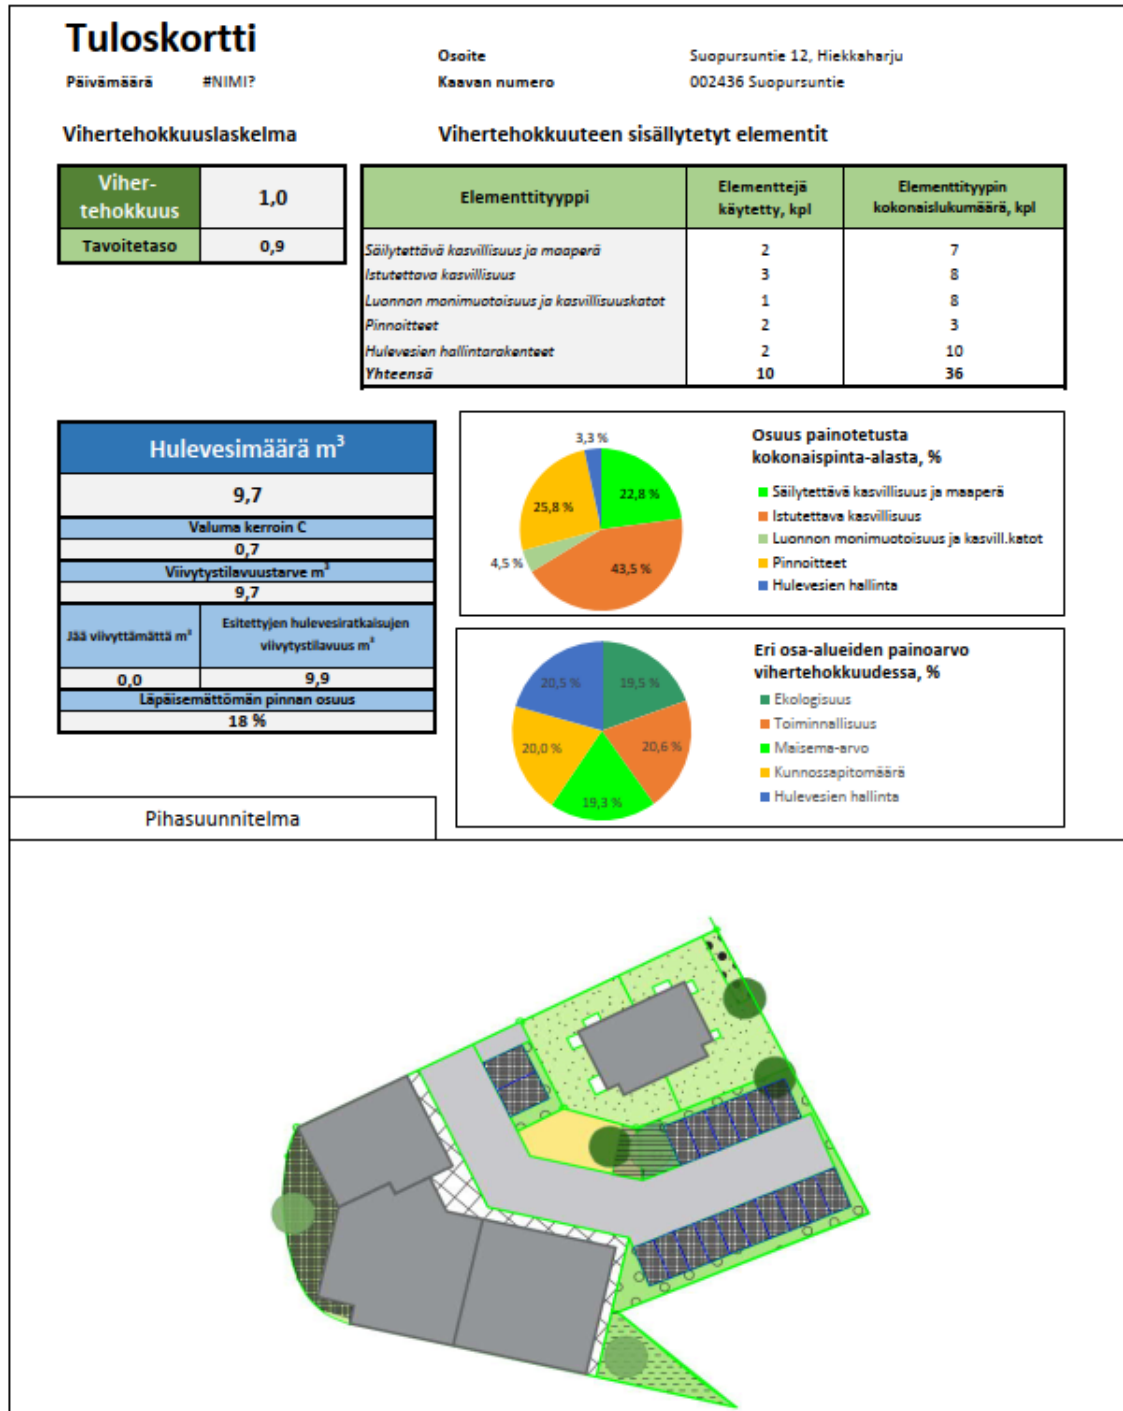 Tuloskortti
Osoite Suopursuntie 12, Hiekkaharju
Päivämäärä #NIMI? Kaavan numero 002436 Suopursuntie
Vihertehokkuuslaskelma Vihertehokkuuteen sisällytetyt elementit
Viher-
tehokkuus 1,0
Tavoitetaso 0,9
Elementtityyppi Elementtejä käytetty, kpl Elementtityypin kokonaislukumäärä, kpl
Säilytettävä kasvillisuus ja maaperä 2 7
Istutettava kasvillisuus 3 8
Luonnon monimuotoisuus ja kasvillisuuskatot 1 8
Pinnoitteet 2 3
Hulevesien hallintarakenteet 2 10
Yhteensä 10 36
Hulevesimäärä m³
9,7
Valuma kerroin C
0,7
Viivytystilavuustarve m³
9,7
Jää viivyttämättä m³ Esitettyjen hulevesiratkaisujen viivytystilavuus m³
0,0 9,9
Läpäisemättömän pinnan osuus
18 %
Osuus painotetusta
kokonaispinta-alasta, %
3,3 %
22,8 %
25,8 %
4,5 %
43,5 %
Säilytettävä kasvillisuus ja maaperä
Istutettava kasvillisuus
Luonnon monimuotoisuus ja kasvill.katot
Pinnoitteet
Hulevesien hallinta
Eri osa-alueiden painoarvo
vihertehokkuudessa, %
20,5 % 19,5 %
20,0 % 20,6 %
19,3 %
Ekologisuus
Toiminnallisuus
Maisema-arvo
Kunnossapitomäärä
Hulevesien hallinta
Pihasuunnitelma